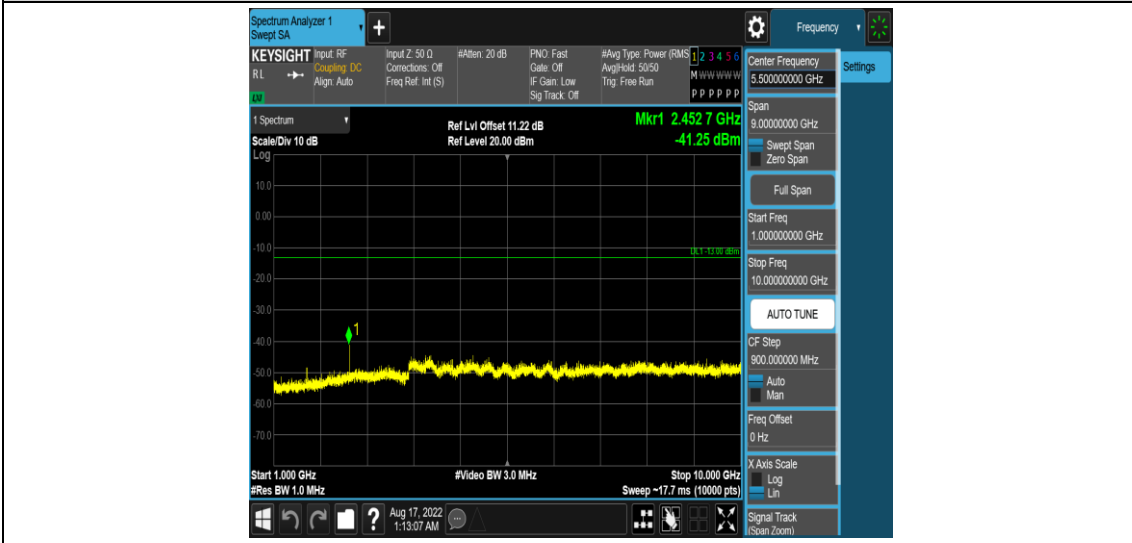 Spectrum Analyzer 1
Swept SA
+
Frequency
KEYSIGHT
RL
LXI
Input: RF
Coupling: DC
Align: Auto
Input Z: 50 Ω
Corrections: Off
Freq Ref: Int (S)
#Atten: 20 dB
PNO: Fast
Gate: Off
IF Gain: Low
Sig Track: Off
#Avg Type: Power (RMS
Avg|Hold: 50/50
Trig: Free Run
1 2 3 4 5 6
M W W W W W
P P P P P P
1 Spectrum
Scale/Div 10 dB
Ref Lvl Offset 11.22 dB
Ref Level 20.00 dBm
Mkr1 2.452 7 GHz
-41.25 dBm
Log
10.0
0.00
-10.0
DL1 -13.00 dBm
-20.0
-30.0
1
-40.0
-50.0
-60.0
-70.0
Start 1.000 GHz
#Res BW 1.0 MHz
#Video BW 3.0 MHz
Stop 10.000 GHz
Sweep ~17.7 ms (10000 pts)
?
Aug 17, 2022
1:13:07 AM
Settings
Center Frequency
5.500000000 GHz
Span
9.00000000 GHz
Swept Span
Zero Span
Full Span
Start Freq
1.000000000 GHz
Stop Freq
10.000000000 GHz
AUTO TUNE
CF Step
900.000000 MHz
Auto
Man
Freq Offset
0 Hz
X Axis Scale
Log
Lin
Signal Track
(Span Zoom)